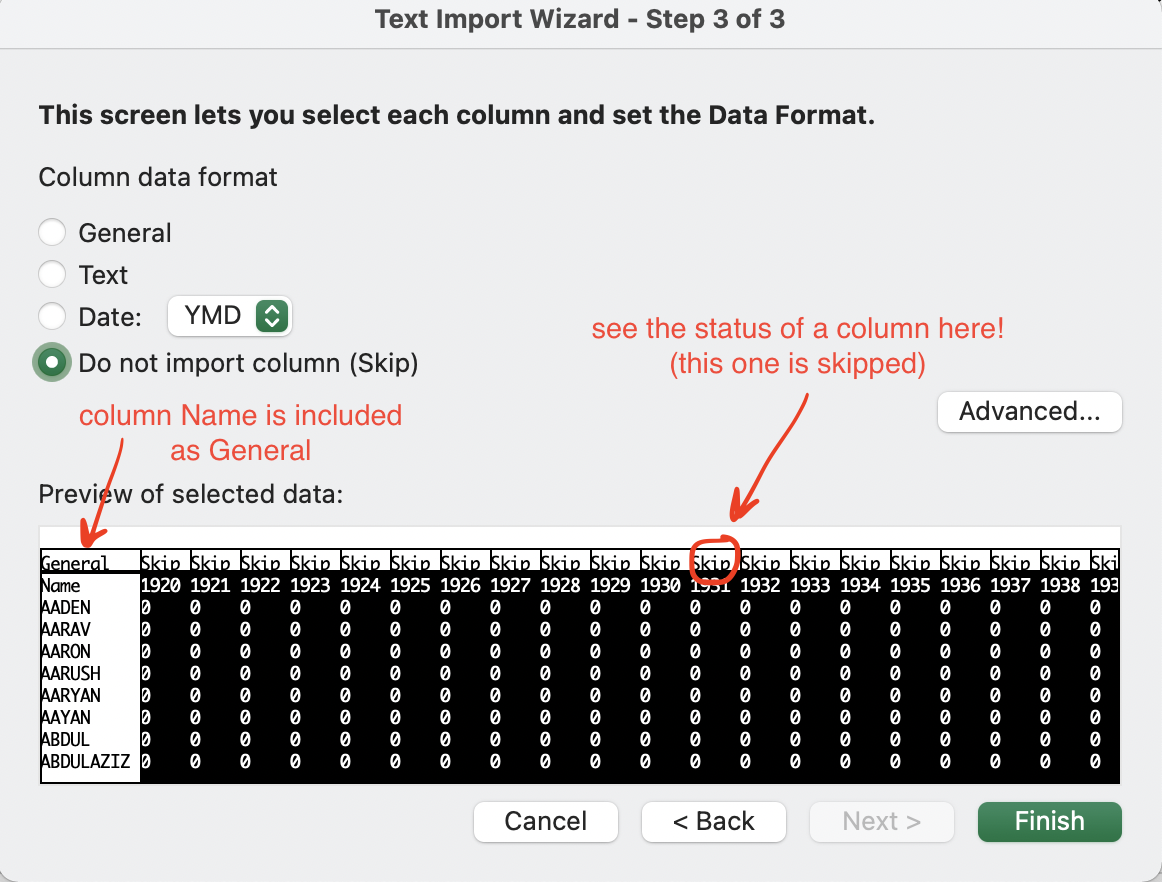 Text Import Wizard - Step 3 of 3
This screen lets you select each column and set the Data Format.
Column data format
General
Text
Date: YMD
Do not import column (Skip)
see the status of a column here!
(this one is skipped)
Advanced...
column Name is included
as General
Preview of selected data:
General Skip Skip Skip Skip Skip Skip Skip Skip Skip Skip Skip Skip Skip Skip Skip Skip Skip Skip Skip Ski
Name 1920 1921 1922 1923 1924 1925 1926 1927 1928 1929 1930 1931 1932 1933 1934 1935 1936 1937 1938 193
AADEN 0 0 0 0 0 0 0 0 0 0 0 0 0 0 0 0 0 0 0 0
AARAV 0 0 0 0 0 0 0 0 0 0 0 0 0 0 0 0 0 0 0 0
AARON 0 0 0 0 0 0 0 0 0 0 0 0 0 0 0 0 0 0 0 0
AARUSH 0 0 0 0 0 0 0 0 0 0 0 0 0 0 0 0 0 0 0 0
AARYAN 0 0 0 0 0 0 0 0 0 0 0 0 0 0 0 0 0 0 0 0
AAYAN 0 0 0 0 0 0 0 0 0 0 0 0 0 0 0 0 0 0 0 0
ABDUL 0 0 0 0 0 0 0 0 0 0 0 0 0 0 0 0 0 0 0 0
ABDULAZIZ 0 0 0 0 0 0 0 0 0 0 0 0 0 0 0 0 0 0 0 0
Cancel < Back Next > Finish